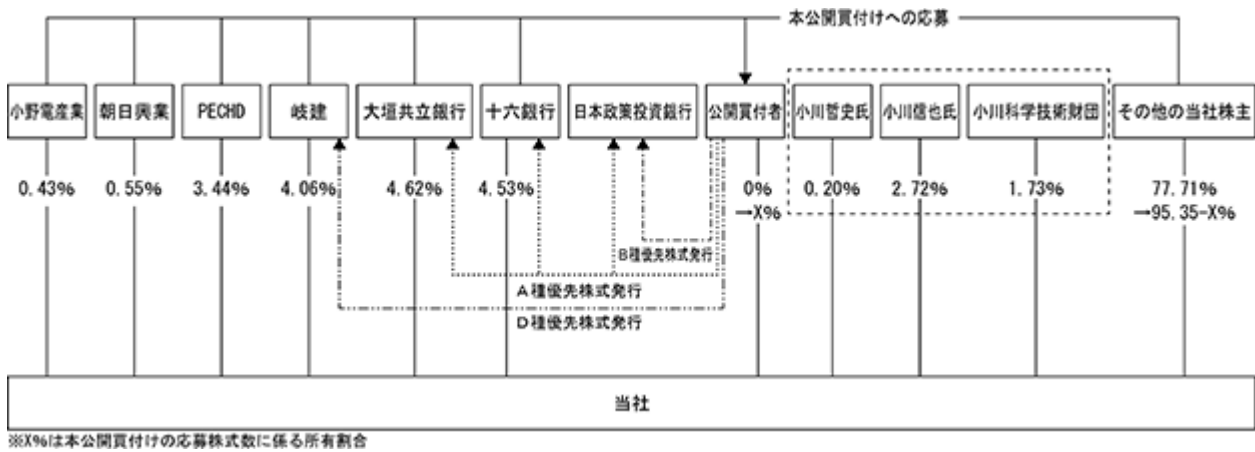 本公開買付けへの応募
小野電産業
朝日興業
PECHD
岐建
大垣共立銀行
十六銀行
日本政策投資銀行
公開買付者
小川哲史氏
小川信也氏
小川科学技術財団
その他の当社株主
0.43%
0.55%
3.44%
4.06%
4.62%
4.53%
0%
→X%
0.20%
2.72%
1.73%
77.71%
→95.35-X%
B種優先株式発行
A種優先株式発行
D種優先株式発行
当社
※X%は本公開買付けの応募株式数に係る所有割合